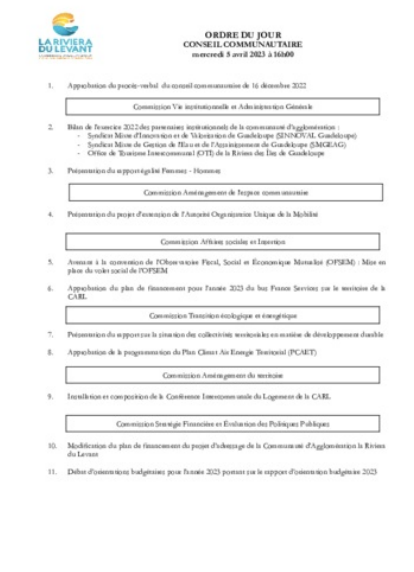 LA RIVIERA
DU LEVANT
ORDRE DU JOUR
CONSEIL COMMUNAUTAIRE
mercredi 5 avril 2023 à 16h00
1. Approbation du procès-verbal du conseil communautaire de 16 décembre 2022
Commission Vie institutionnelle et Administration Générale
2. Bilan de l'exercice 2022 des partenaires institutionnels de la communauté d'agglomération :
- Syndicat Mixte d'Innovation et de Valorisation de Guadeloupe (SINNOVAL Guadeloupe)
- Syndicat Mixte de Gestion de l'Eau et de l'Assainissement de Guadeloupe (SMGEAG)
- Office de Tourisme Intercommunal (OTI) de la Riviera des Îles de Guadeloupe
3. Présentation du rapport égalité Femmes - Hommes
Commission Aménagement de l'espace communautaire
4. Présentation du projet d'extension de l'Autorité Organisatrice Unique de la Mobilité
Commission Affaires sociales et Insertion
5. Avenant à la convention de l'Observatoire Fiscal, Social et Économique Mutualisé (OFSEM) : Mise en
place du volet social de l'OFSEM
6. Approbation du plan de financement pour l'année 2023 du bus France Services sur le territoire de la
CARL
Commission Transition écologique et énergétique
7. Présentation du rapport sur la situation des collectivités territoriales en matière de développement durable
8. Approbation de la programmation du Plan Climat Air Energie Territorial (PCAET)
Commission Aménagement du territoire
9. Installation et composition de la Conférence Intercommunale du Logement de la CARL
Commission Stratégie Financière et Evaluation des Politiques Publiques
10. Modification du plan de financement du projet d'adressage de la Communauté d'Agglomération la Riviera
du Levant
11. Débat d'orientations budgétaires pour l'année 2023 portant sur le rapport d'orientation budgétaire 2023